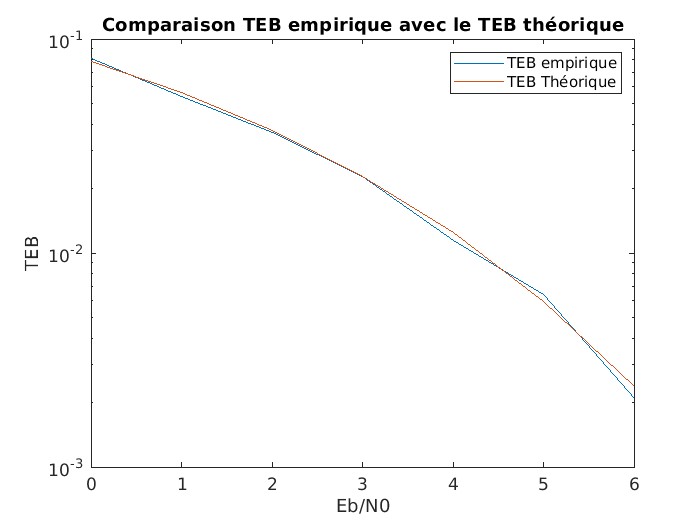 Comparaison TEB empirique avec le TEB théorique
TEB empirique
TEB Théorique
10-1
10-2
10-3
TEB
0 1 2 3 4 5 6
Eb/N0